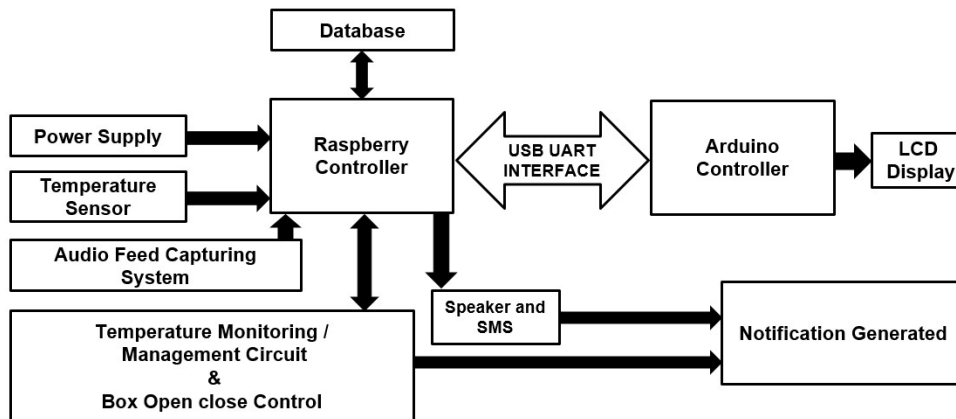 Database
Power Supply
Raspberry
Controller
USB UART
INTERFACE
Arduino
Controller
LCD
Display
Temperature
Sensor
Audio Feed Capturing
System
Speaker and
SMS
Notification Generated
Temperature Monitoring /
Management Circuit
&
Box Open close Control